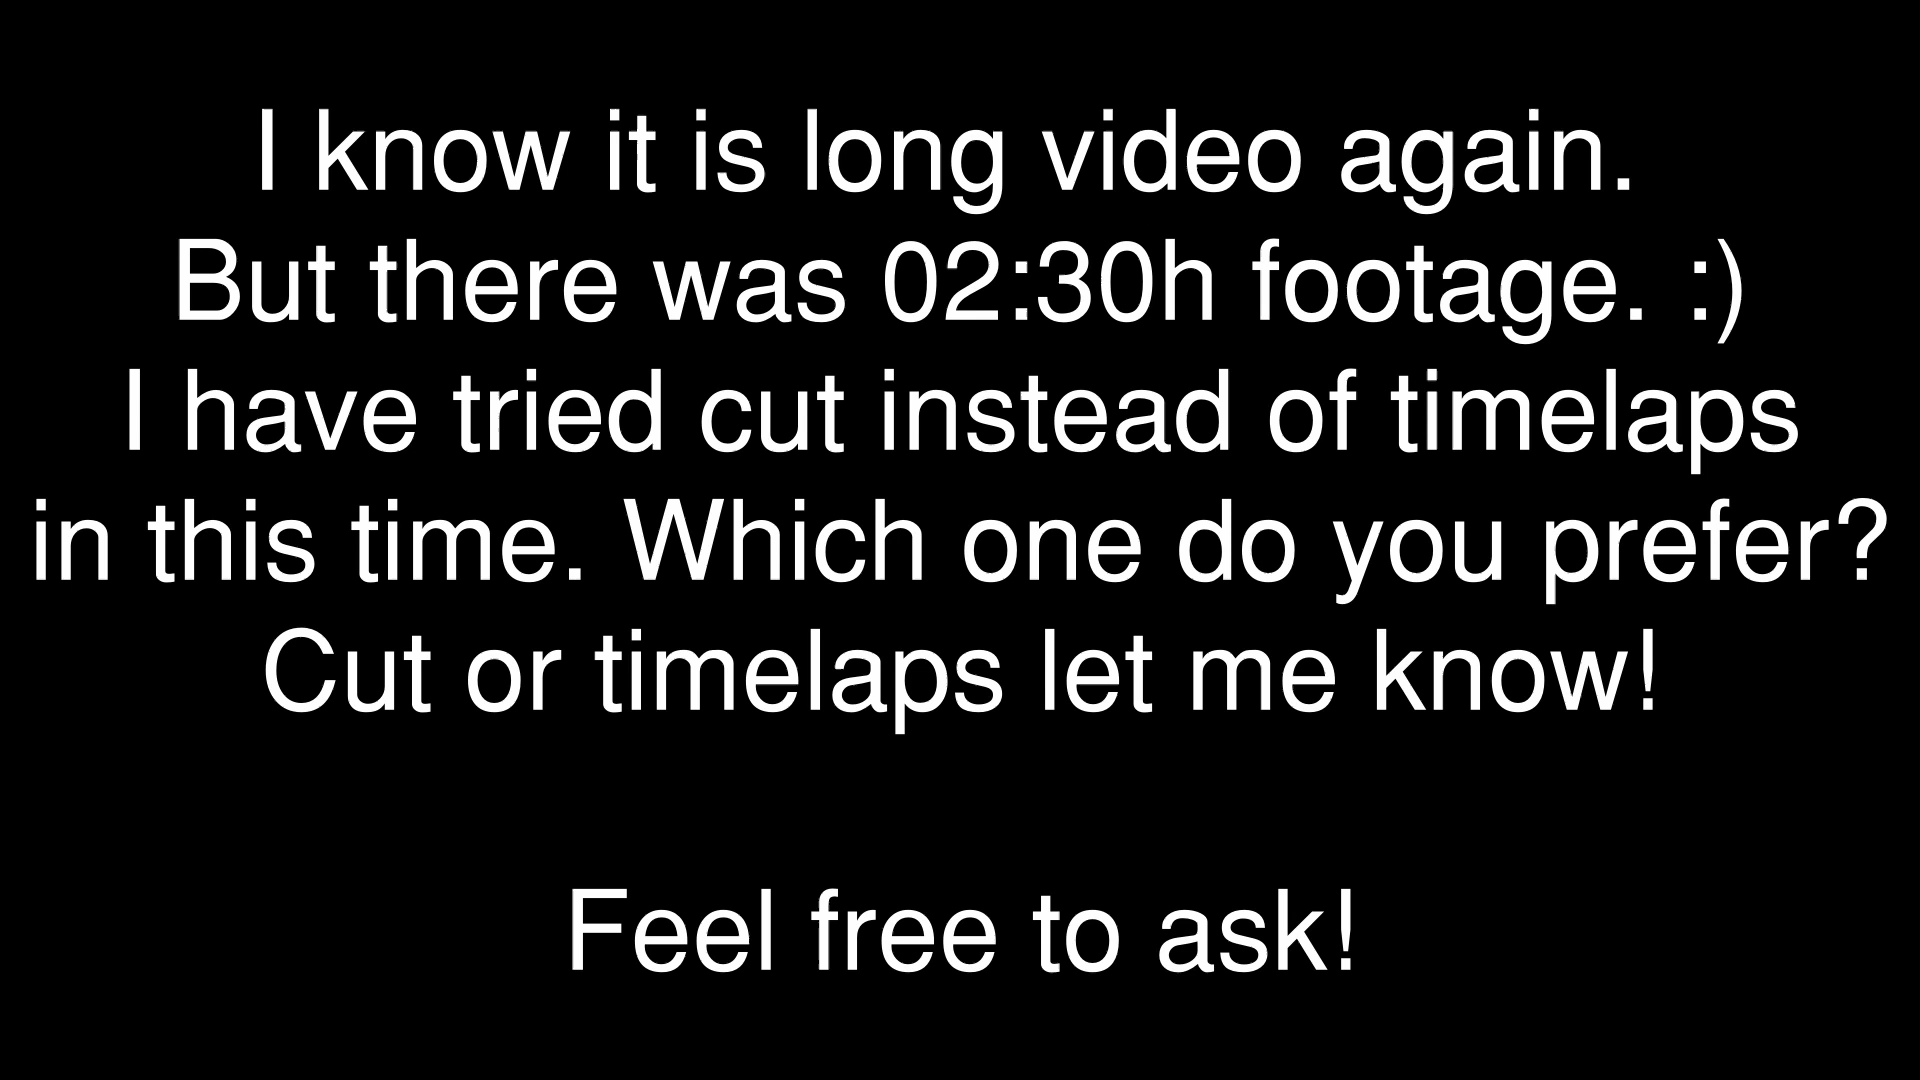 I know it is long video again.
But there was 02:30h footage. :)
I have tried cut instead of timelaps
in this time. Which one do you prefer?
Cut or timelaps let me know!
Feel free to ask!